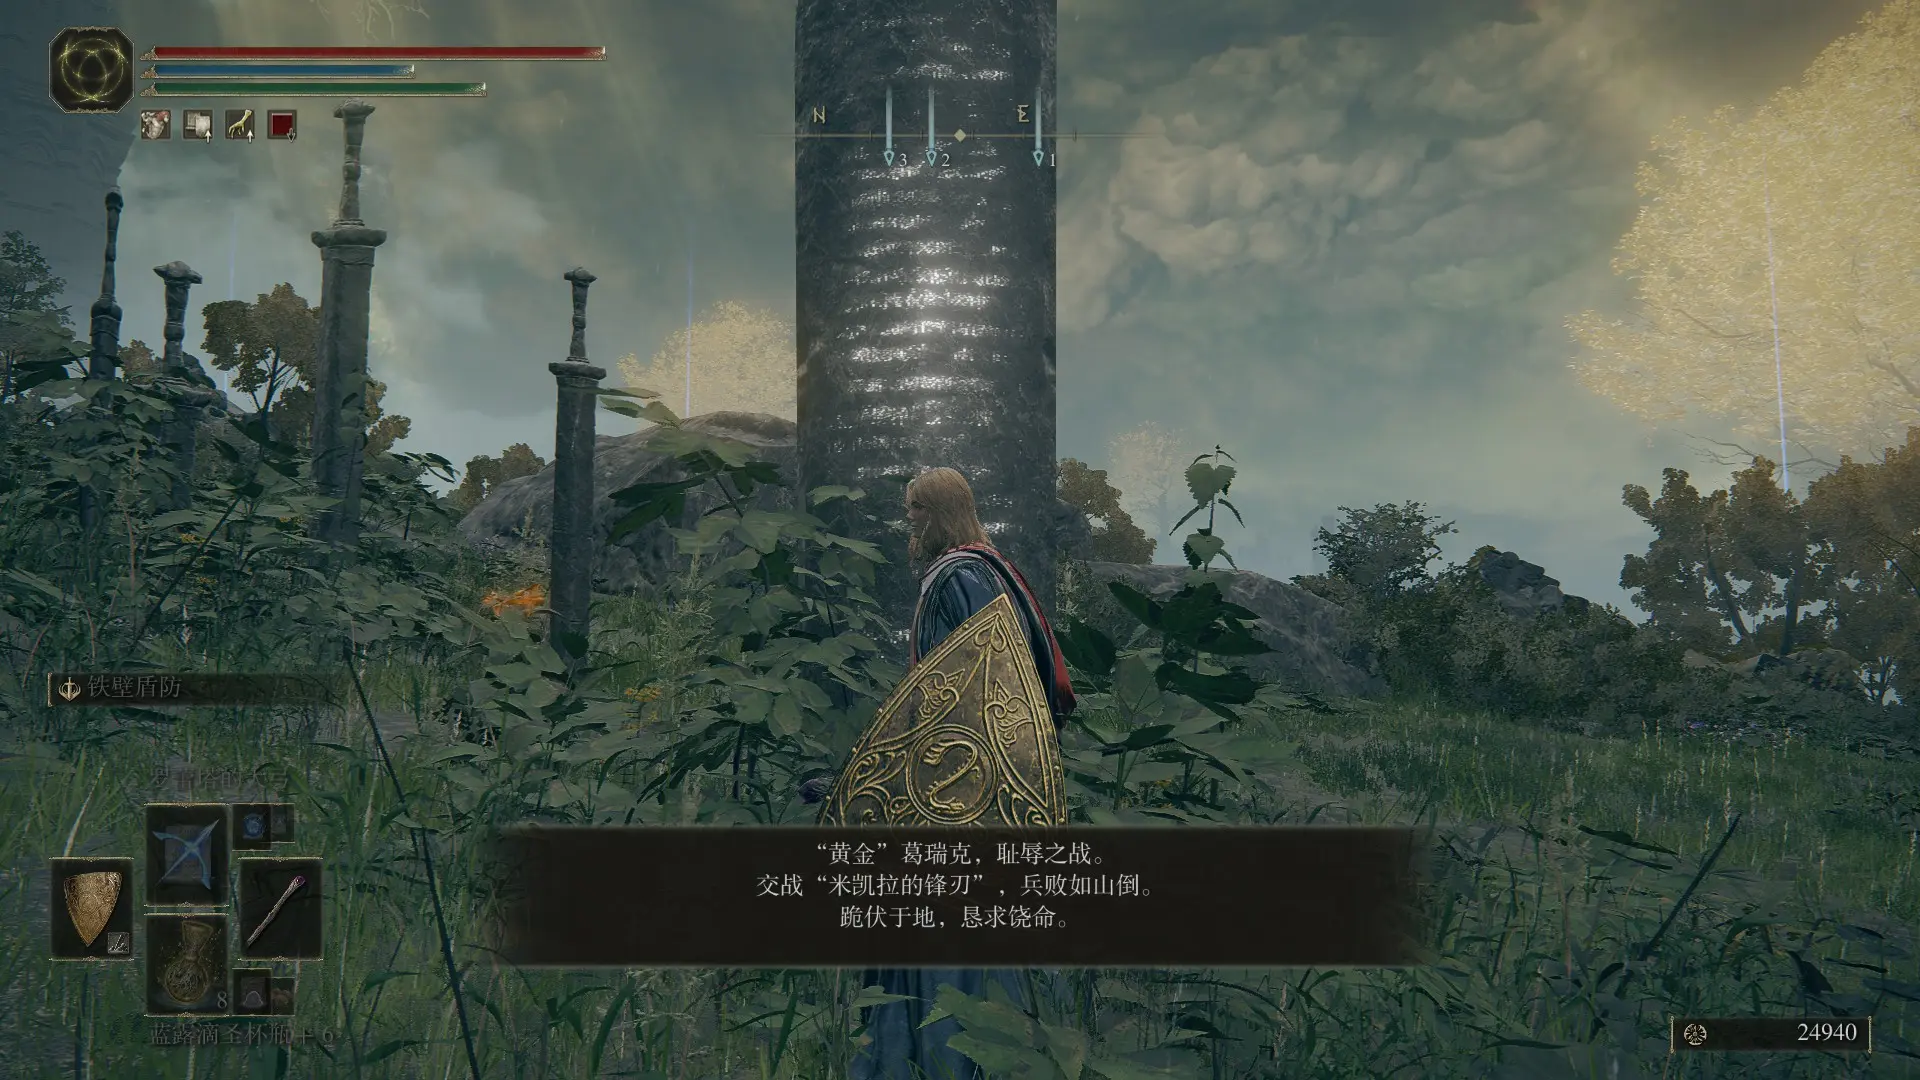 N
E
3
2
1
铁壁盾防
“黄金”葛瑞克，耻辱之战。
交战“米凯拉的锋刃”，兵败如山倒。
跪伏于地，恳求饶命。
8
蓝露滴圣杯瓶＋6
24940